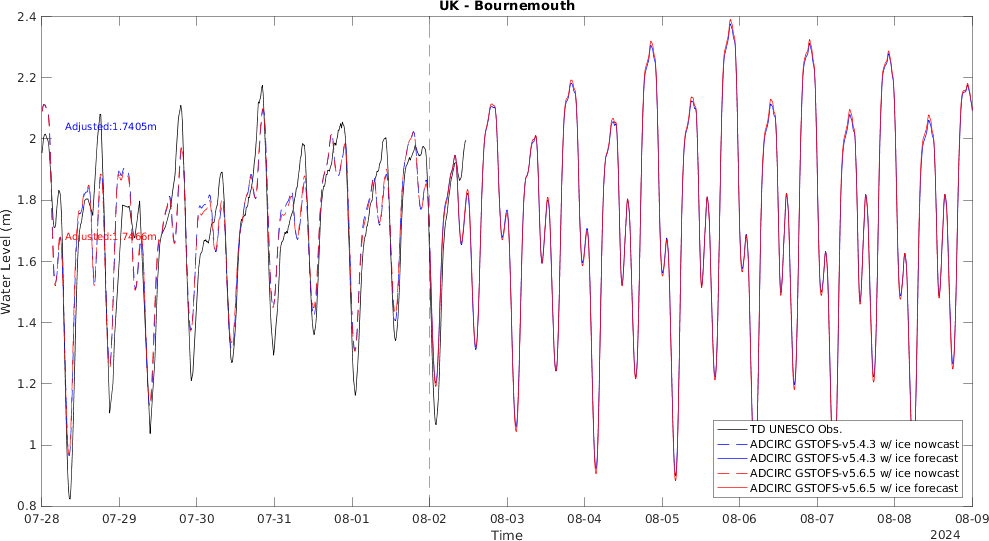 UK - Bournemouth
2.4
2.2
2
1.8
1.6
1.4
1.2
1
0.8
Water Level (m)
Adjusted:1.7405m
Adjusted:1.7466m
TD UNESCO Obs.
ADCIRC GSTOFS-v5.4.3 w/ ice nowcast
ADCIRC GSTOFS-v5.4.3 w/ ice forecast
ADCIRC GSTOFS-v5.6.5 w/ ice nowcast
ADCIRC GSTOFS-v5.6.5 w/ ice forecast
07-28 07-29 07-30 07-31 08-01 08-02 08-03 08-04 08-05 08-06 08-07 08-08 08-09
Time
2024